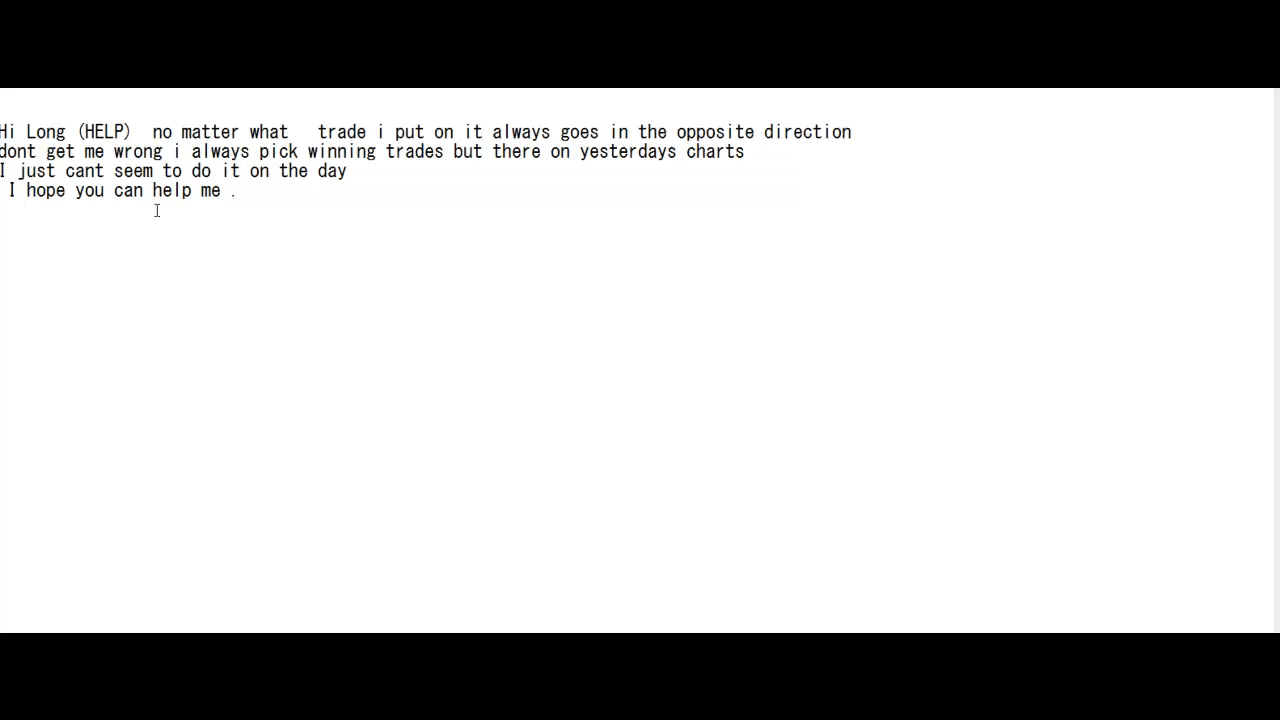 Hi Long (HELP)  no matter what   trade i put on it always goes in the opposite direction
dont get me wrong i always pick winning trades but there on yesterdays charts
I just cant seem to do it on the day
 I hope you can help me .